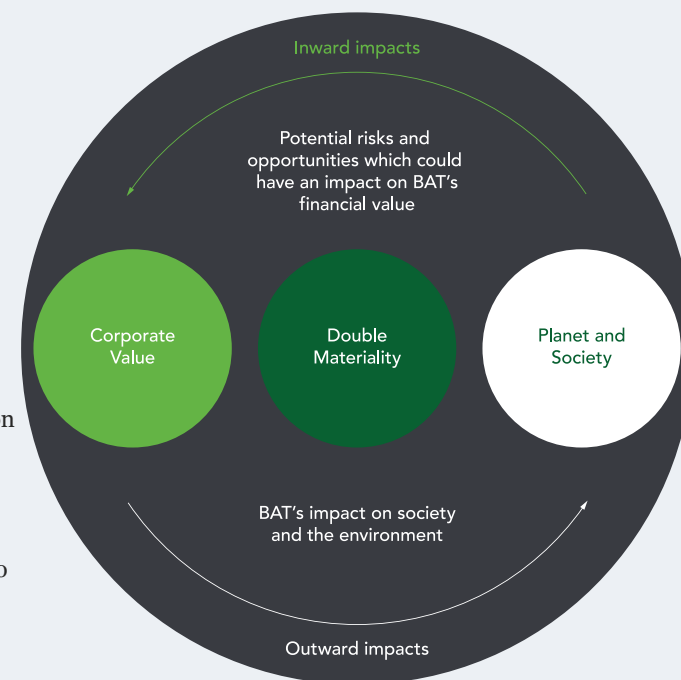 Inward impacts
Potential risks and
opportunities which could
have an impact on BAT's
financial value
Corporate
Value
Double
Materiality
Planet and
Society
BAT's impact on society
and the environment
Outward impacts